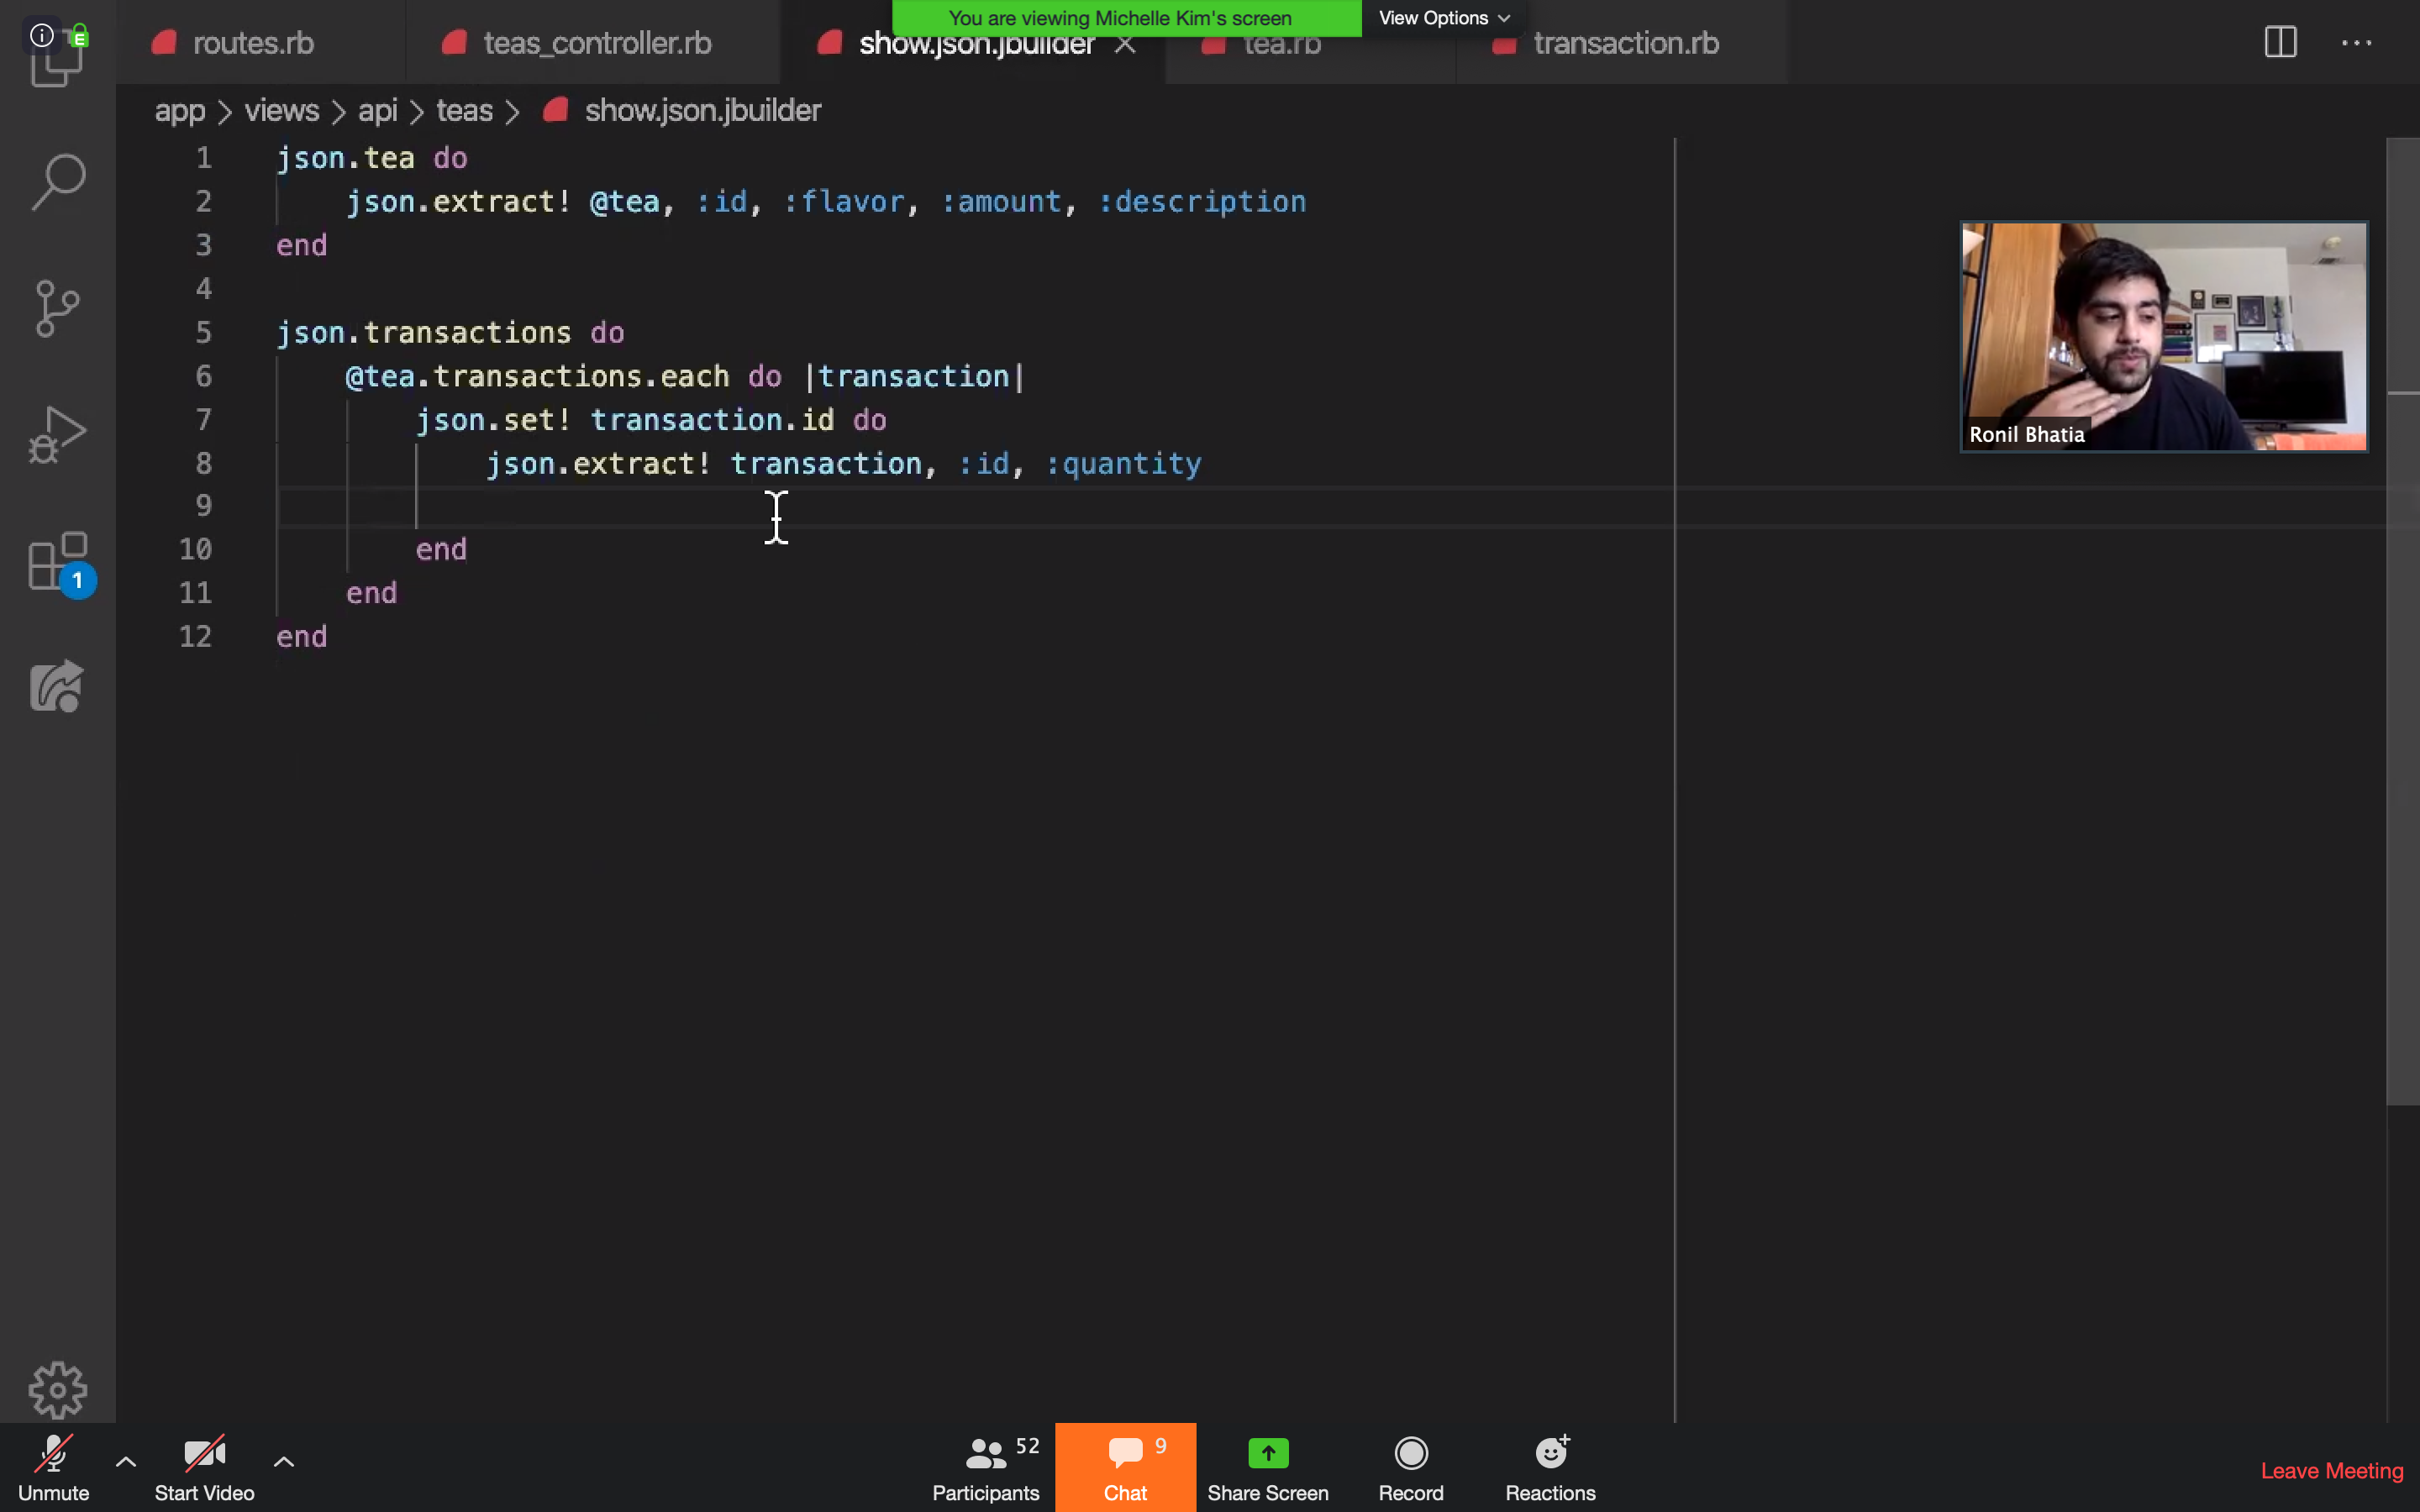 You are viewing Michelle Kim's screen View Options
routes.rb teas_controller.rb show.json.jbuilder tea.rb transaction.rb
app > views > api > teas > show.json.jbuilder
1 json.tea do
2 json.extract! @tea, :id, :flavor, :amount, :description
3 end
4
5 json.transactions do
6 @tea.transactions.each do |transaction|
7 json.set! transaction.id do
8 json.extract! transaction, :id, :quantity
9
10 end
11 end
12 end
Ronil Bhatia
1
E
52
9
Unmute Start Video Participants Chat Share Screen Record Reactions Leave Meeting